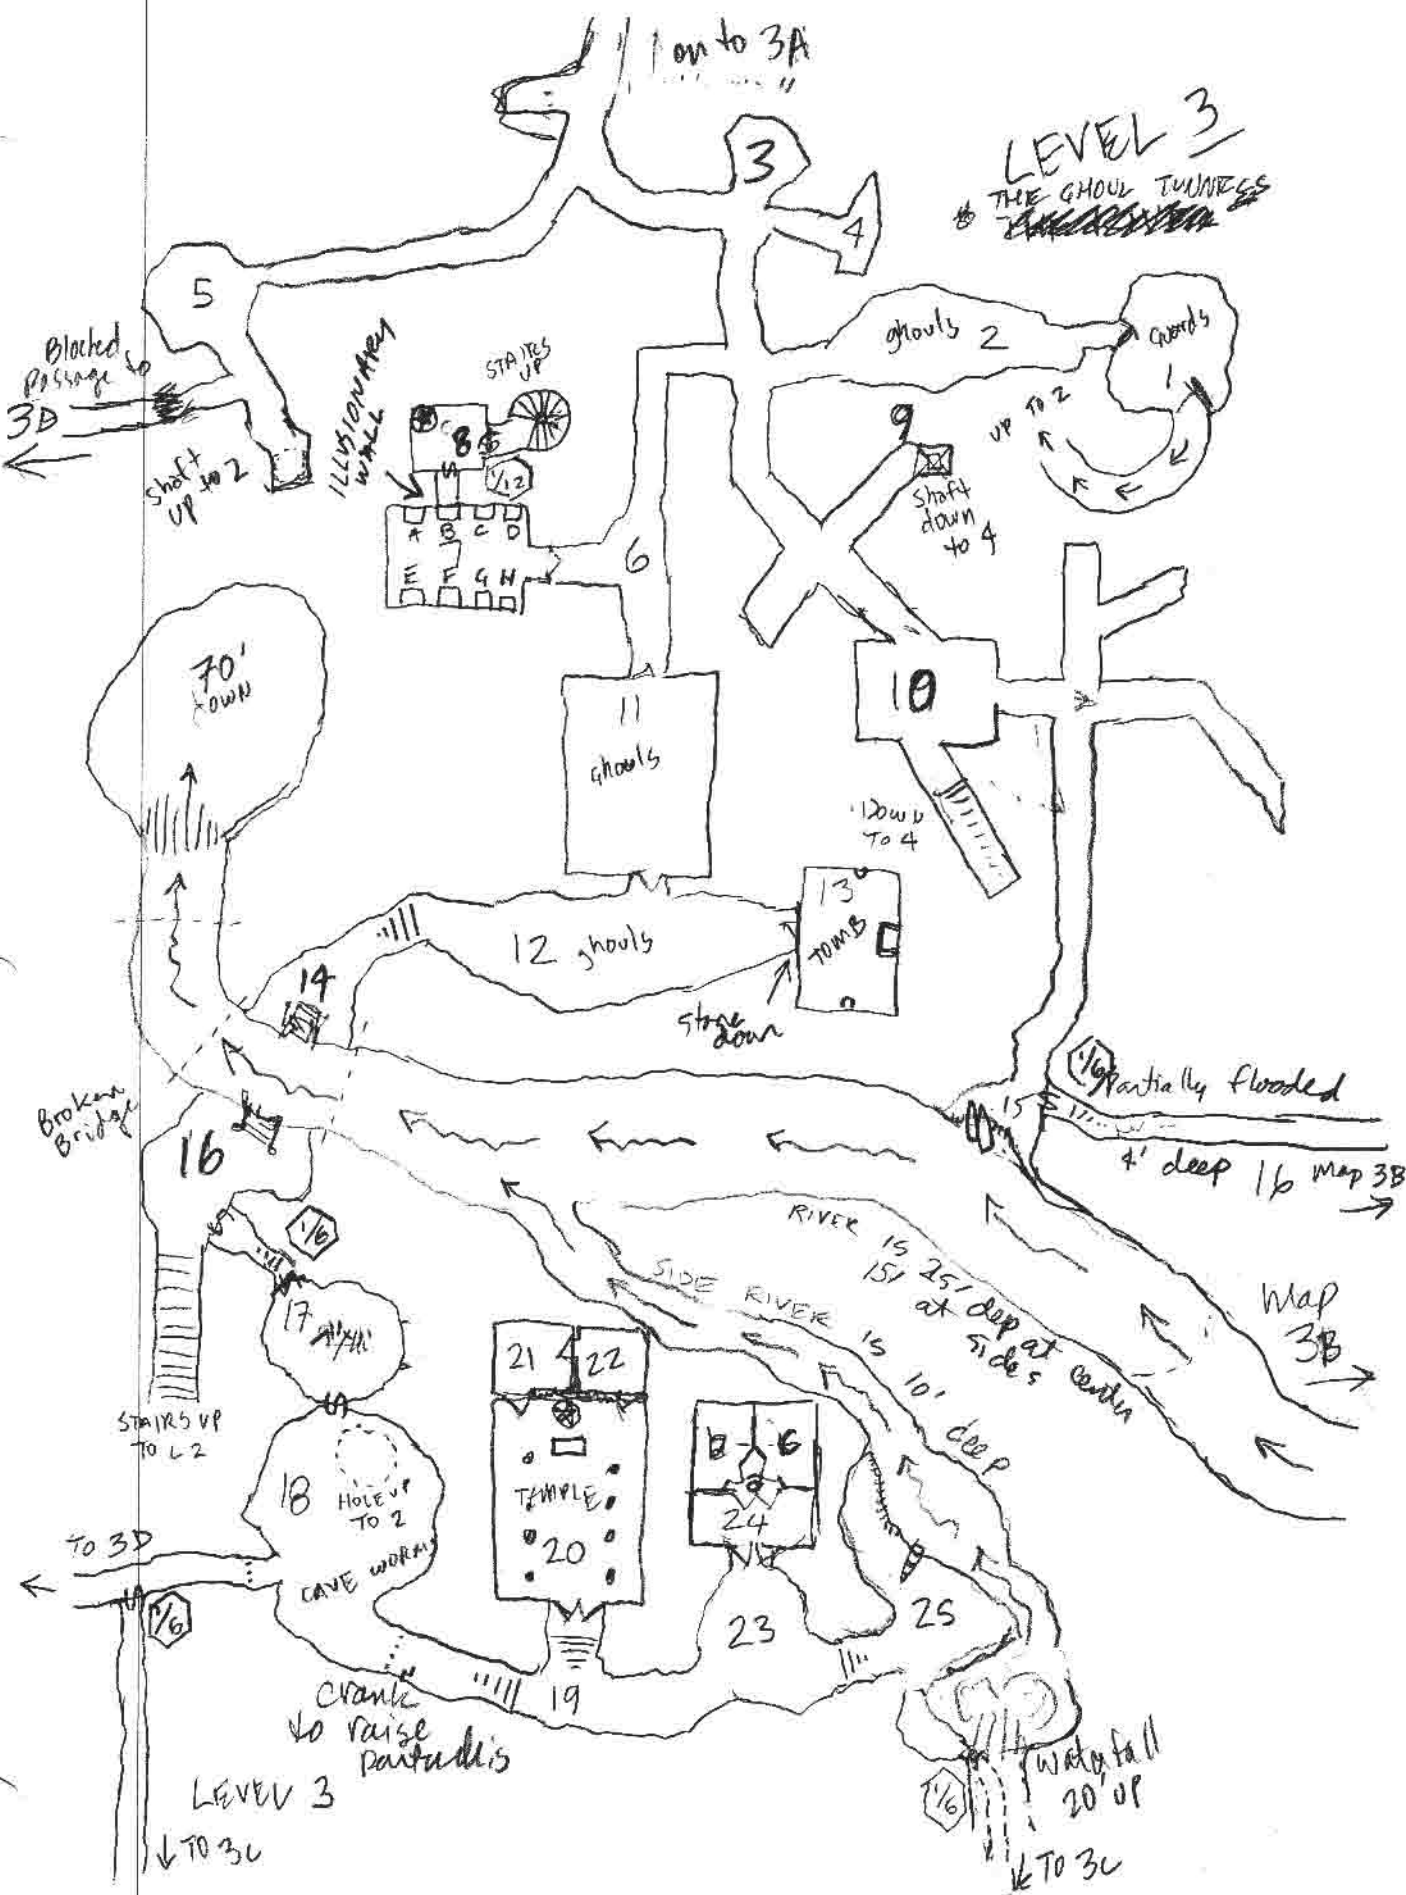 on to 3A
LEVEL 3
THE GHOUL TUNNELS
3
4
5
ghouls 2
Guards
1
UP TO 2
Blocked
Passage to
3D
Shaft
UP to 2
ILLUSIONARY
WALL
STAIRS
UP
8
S
1/12
A B C D
7
E F G H
6
9
Shaft
down
to 4
70'
DOWN
10
11
ghouls
DOWN
TO 4
12 ghouls
13
TOMB
Stone
door
14
Broken
Bridge
15
S
1/6
Partially flooded
4' deep
16
Map 3B
16
1/6
RIVER IS 25' deep at center
15' at sides
SIDE RIVER IS 10' deep
Map
3B
17
S
STAIRS UP
TO L2
18
HOLE UP
TO 2
CAVE WORMS
TO 3D
S
1/6
21
22
TEMPLE
20
24
23
25
19
Crank
to raise
LEVEL 3
TO 3C
waterfall
20' UP
1/6
TO 3C